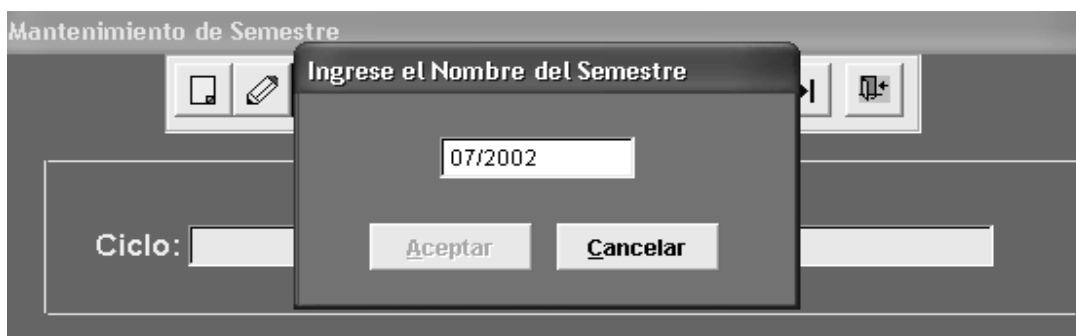 Mantenimiento de Semestre
Ingrese el Nombre del Semestre
07/2002
Ciclo:
Aceptar
Cancelar